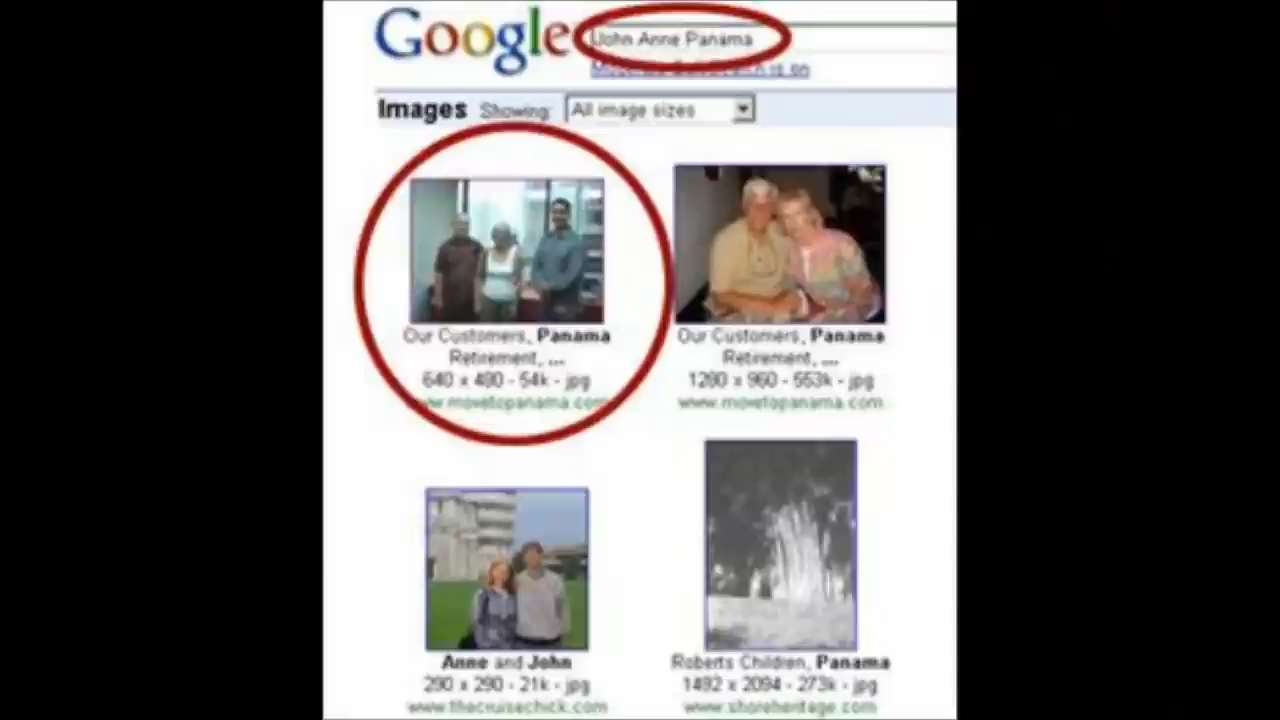 Google
John Anne Panama
Images Showing: All image sizes
Our Customers, Panama
Retirement, ...
640 x 480 - 54k - jpg
www.movetopanama.com
Our Customers, Panama
Retirement, ...
1280 x 960 - 553k - jpg
www.movetopanama.com
Anne and John
290 x 290 - 21k - jpg
www.thecruisechick.com
Roberts Children, Panama
1492 x 2094 - 273k - jpg
www.shoreheritage.com